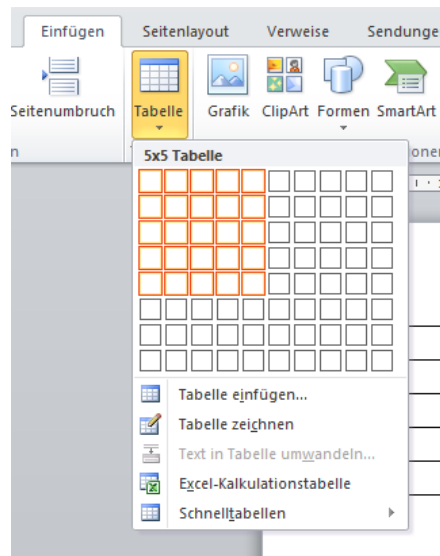 Einfügen Seitenlayout Verweise Sendunge
Seitenumbruch Tabelle Grafik ClipArt Formen SmartArt
n onen
5x5 Tabelle
Tabelle einfügen...
Tabelle zeichnen
Text in Tabelle umwandeln...
Excel-Kalkulationstabelle
Schnelltabellen